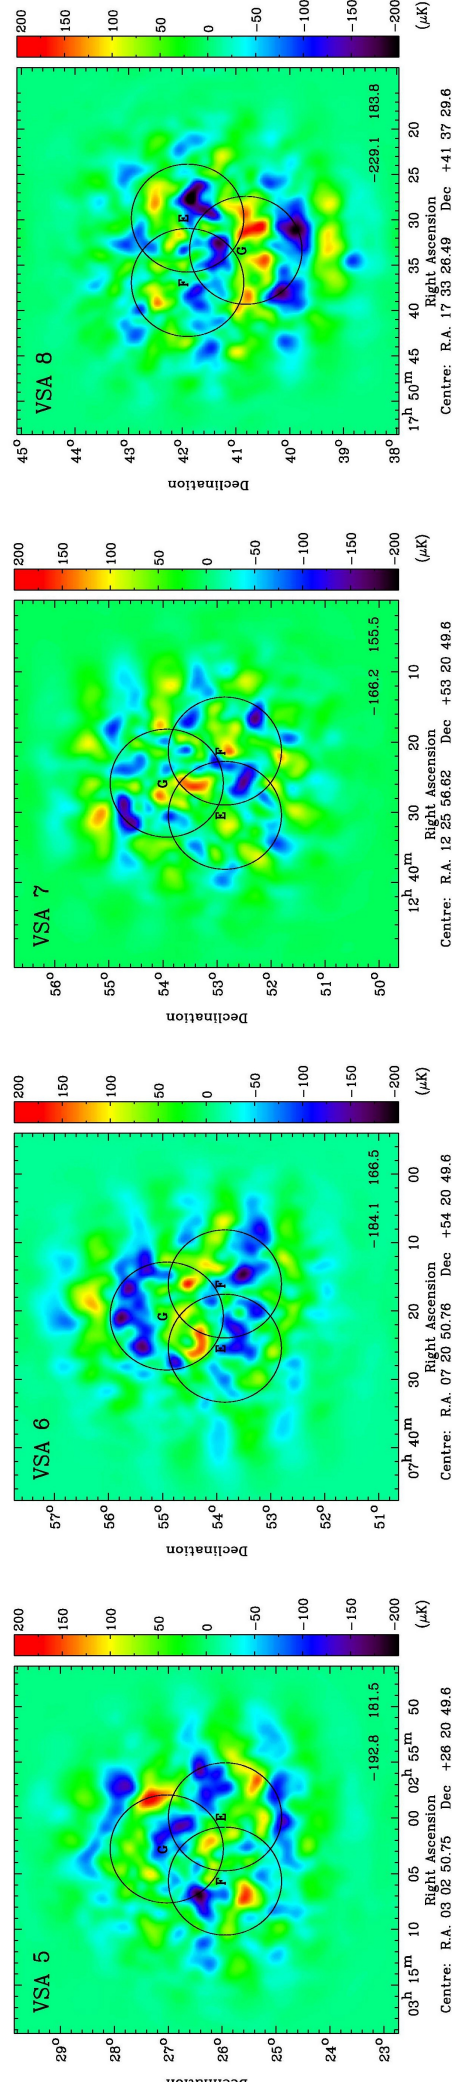 VSA 5
29°
28°
27°
26°
25°
24°
23°
G
F
E
−192.8 181.5
03ʰ 15ᵐ 10 05 00 02ʰ 55ᵐ 50
Right Ascension
Centre: R.A. 03 02 50.75 Dec +26 20 49.6
200
150
100
50
0
−50
−100
−150
−200
(μK)
VSA 6
Declination
57°
56°
55°
54°
53°
52°
51°
G
E
F
−184.1 166.5
07ʰ 40ᵐ 30 20 10 00
Right Ascension
Centre: R.A. 07 20 50.76 Dec +54 20 49.6
200
150
100
50
0
−50
−100
−150
−200
(μK)
VSA 7
Declination
56°
55°
54°
53°
52°
51°
50°
G
E
F
−166.2 155.5
12ʰ 40ᵐ 30 20 10
Right Ascension
Centre: R.A. 12 25 56.62 Dec +53 20 49.6
200
150
100
50
0
−50
−100
−150
−200
(μK)
VSA 8
Declination
45°
44°
43°
42°
41°
40°
39°
38°
F
E
G
−229.1 183.8
17ʰ 50ᵐ 45 40 35 30 25 20
Right Ascension
Centre: R.A. 17 33 26.49 Dec +41 37 29.6
200
150
100
50
0
−50
−100
−150
−200
(μK)